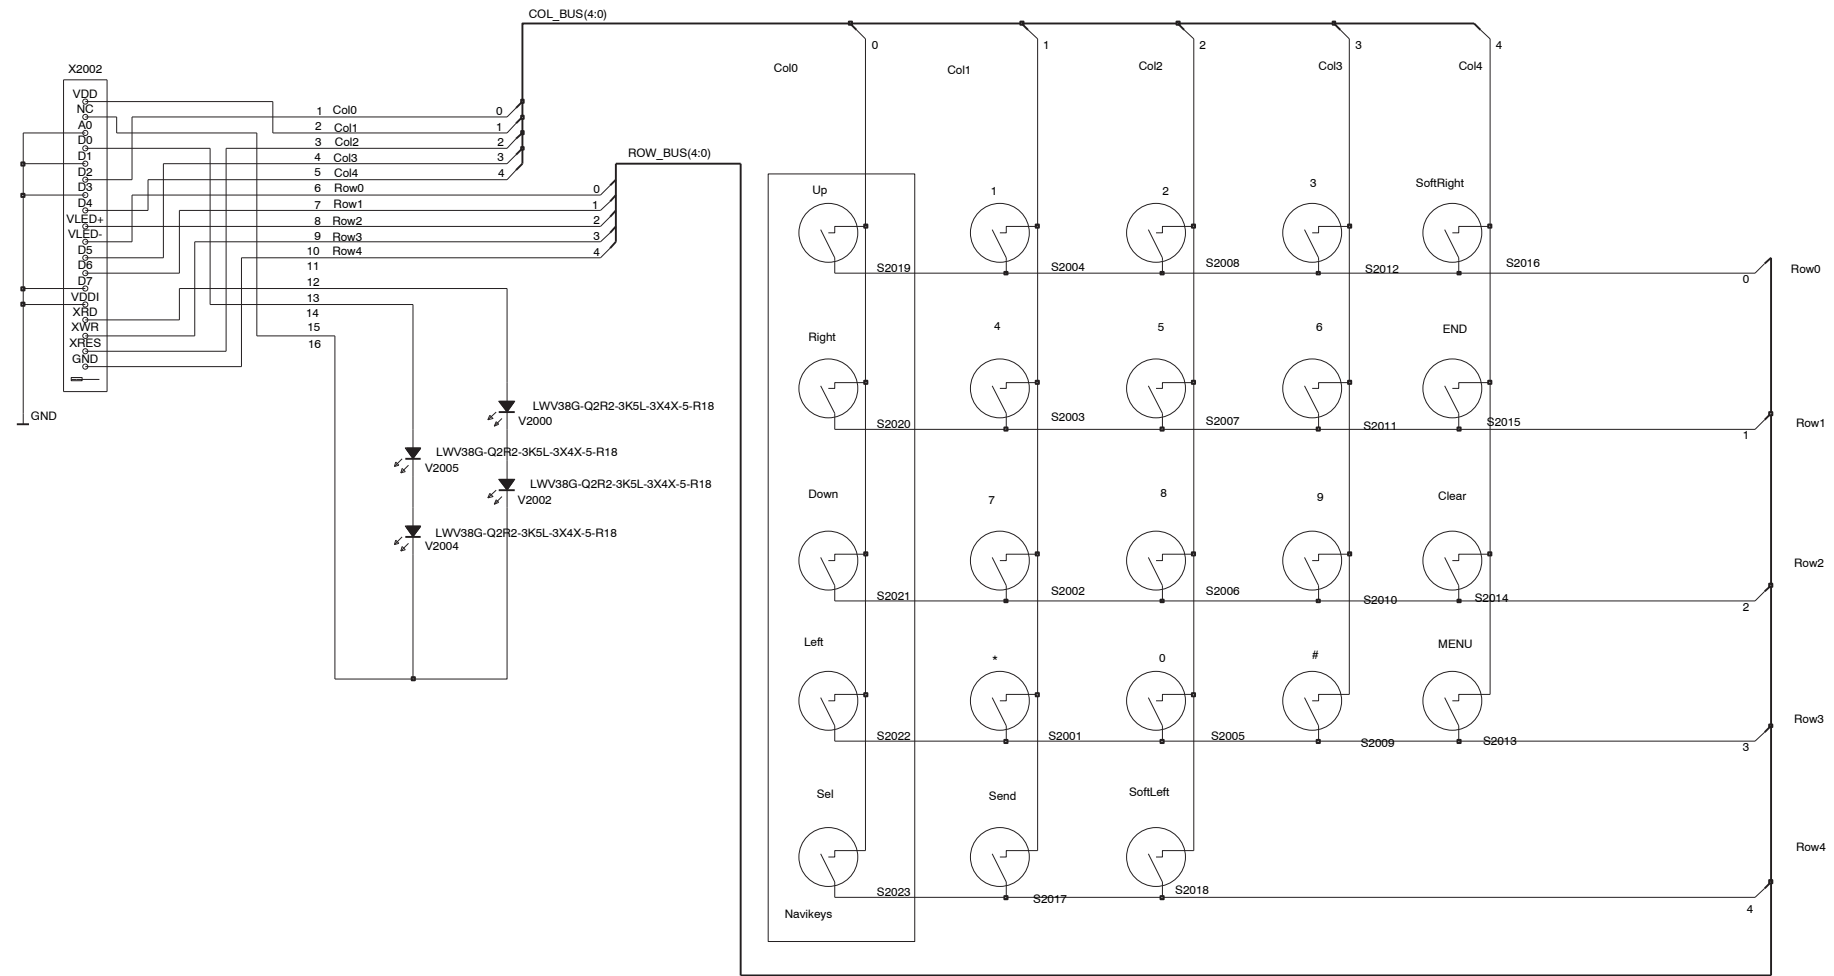 COL_BUS(4:0)
0
1
2
3
4
Col0
Col1
Col2
Col3
Col4
X2002
VDD
NC
A0
D0
D1
D2
D3
D4
VLED+
VLED-
D5
D6
D7
VDDI
XRD
XWR
XRES
GND
GND
1 Col0 0
2 Col1 1
3 Col2 2
4 Col3 3
5 Col4 4
6 Row0 0
7 Row1 1
8 Row2 2
9 Row3 3
10 Row4 4
11
12
13
14
15
16
ROW_BUS(4:0)
LWV38G-Q2R2-3K5L-3X4X-5-R18
V2000
LWV38G-Q2R2-3K5L-3X4X-5-R18
V2005
LWV38G-Q2R2-3K5L-3X4X-5-R18
V2002
LWV38G-Q2R2-3K5L-3X4X-5-R18
V2004
Up 1 2 3 SoftRight
S2019 S2004 S2008 S2012 S2016 0 Row0
Right 4 5 6 END
S2020 S2003 S2007 S2011 S2015 1 Row1
Down 7 8 9 Clear
S2021 S2002 S2006 S2010 S2014 2 Row2
Left * 0 # MENU
S2022 S2001 S2005 S2009 S2013 3 Row3
Sel Send SoftLeft
S2023 S2017 S2018 4 Row4
Navikeys